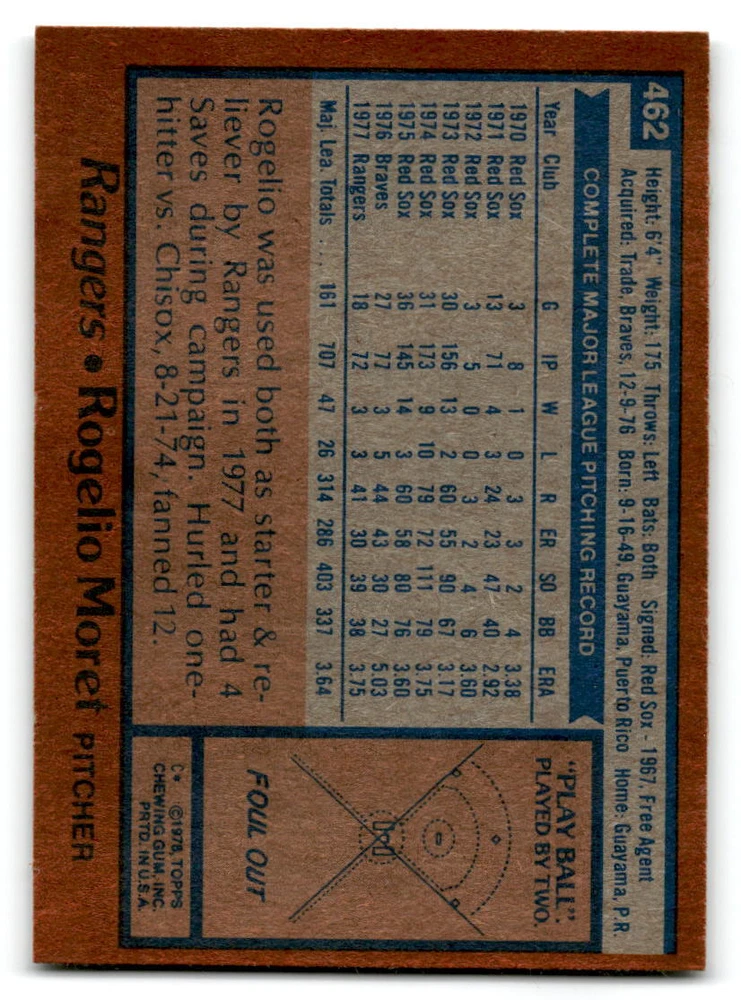 462
Height: 6'4" Weight: 175 Throws: Left Bats: Both Signed: Red Sox - 1967, Free Agent
Acquired: Trade, Braves, 12-9-76 Born: 9-16-49, Guayama, Puerto Rico Home: Guayama, P.R.
COMPLETE MAJOR LEAGUE PITCHING RECORD
Year Club G IP W L R ER SO BB ERA
1970 Red Sox 3 8 1 0 3 3 2 4 3.38
1971 Red Sox 13 71 4 3 24 23 47 40 2.92
1972 Red Sox 3 5 0 0 3 2 4 6 3.60
1973 Red Sox 30 156 13 2 60 55 90 67 3.17
1974 Red Sox 31 173 9 10 79 72 111 79 3.75
1975 Red Sox 36 145 14 3 60 58 80 76 3.60
1976 Braves 27 77 3 5 44 43 30 27 5.03
1977 Rangers 18 72 3 3 41 30 39 38 3.75
Maj. Lea. Totals . . . . 161 707 47 26 314 286 403 337 3.64
Rogelio was used both as starter & re-
liever by Rangers in 1977 and had 4
Saves during campaign. Hurled one-
hitter vs. Chisox, 8-21-74, fanned 12.
"PLAY BALL".
PLAYED BY TWO.
FOUL OUT
C* ©1978, TOPPS
CHEWING GUM, INC.
PRTD. IN U.S.A.
Rangers • Rogelio Moret PITCHER